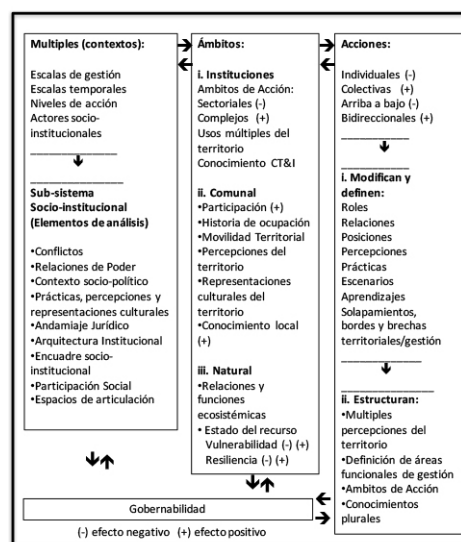 Multiples (contextos):
Escalas de gestión
Escalas temporales
Niveles de acción
Actores socio-
institucionales
Sub-sistema
Socio-institucional
(Elementos de análisis)
•Conflictos
•Relaciones de Poder
•Contexto socio-político
•Prácticas, percepciones y
representaciones culturales
•Andamiaje Jurídico
•Arquitectura Institucional
•Encuadre socio-
institucional
•Participación Social
•Espacios de articulación
Ámbitos:
i. Instituciones
Ambitos de Acción:
Sectoriales (-)
Complejos (+)
Usos múltiples del
territorio
Conocimiento CT&I
ii. Comunal
•Participación (+)
•Historia de ocupación
•Movilidad Territorial
•Percepciones del
territorio
•Representaciones
culturales del
territorio
•Conocimiento local
(+)
iii. Natural
•Relaciones y
funciones
ecosistémicas
•Estado del recurso
Vulnerabilidad (-) (+)
Resiliencia (-) (+)
Acciones:
Individuales (-)
Colectivas (+)
Arriba a bajo (-)
Bidireccionales (+)
i. Modifican y
definen:
Roles
Relaciones
Posiciones
Percepciones
Prácticas
Escenarios
Aprendizajes
Solapamientos,
bordes y brechas
territoriales/gestión
ii. Estructuran:
•Multiples
percepciones del
territorio
•Definición de áreas
funcionales de gestión
•Ambitos de Acción
•Conocimientos
plurales
Gobernabilidad
(-) efecto negativo (+) efecto positivo